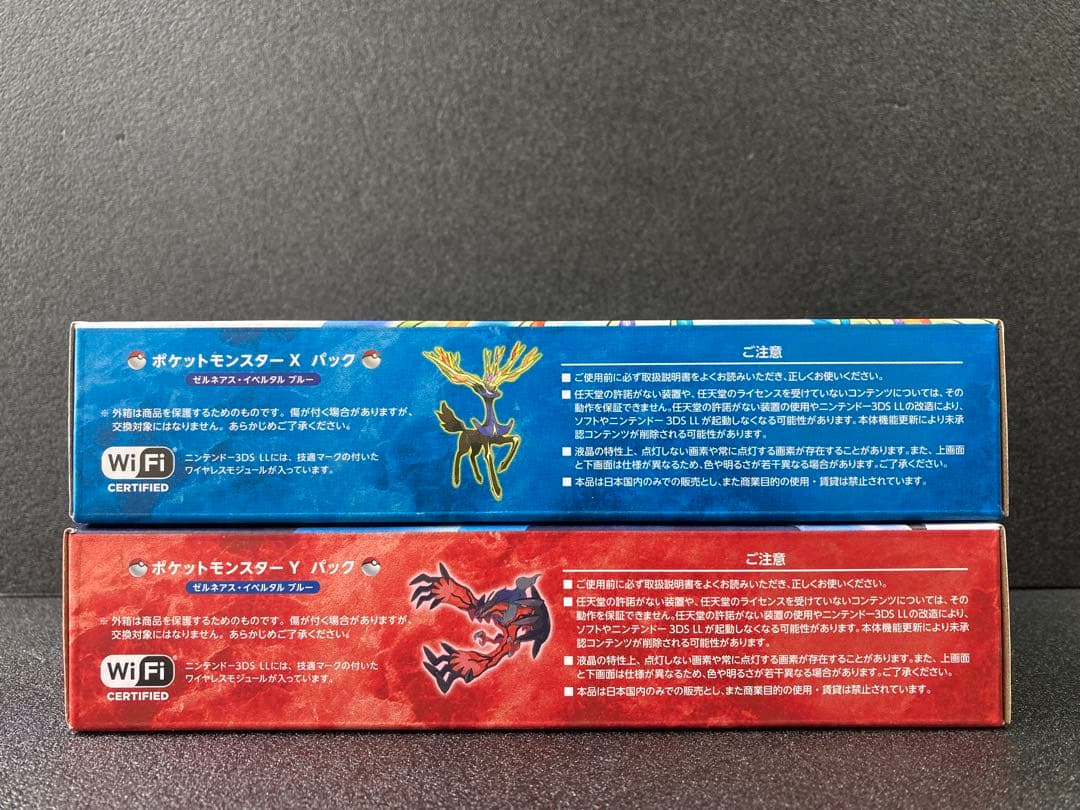 ポケットモンスター X パック
ゼルネアス・イベルタル ブルー
※ 外箱は商品を保護するためのものです。傷が付く場合がありますが、
交換対象にはなりません。あらかじめご了承ください。
Wi Fi
CERTIFIED
ニンテンドー3DS LLには、技適マークの付いた
ワイヤレスモジュールが入っています。
ご注意
■ ご使用前に必ず取扱説明書をよくお読みいただき、正しくお使いください。
■ 任天堂の許諾がない装置や、任天堂のライセンスを受けていないコンテンツについては、その
動作を保証できません。任天堂の許諾がない装置の使用やニンテンドー3DS LLの改造により、
ソフトやニンテンドー3DS LLが起動しなくなる可能性があります。本体機能更新により未承
認コンテンツが削除される可能性があります。
■ 液晶の特性上、点灯しない画素や常に点灯する画素が存在することがあります。また、上画面
と下画面は仕様が異なるため、色や明るさが若干異なる場合があります。ご了承ください。
■ 本品は日本国内のみでの販売とし、また商業目的の使用・賃貸は禁止されています。
ポケットモンスター Y パック
ゼルネアス・イベルタル ブルー
※ 外箱は商品を保護するためのものです。傷が付く場合がありますが、
交換対象にはなりません。あらかじめご了承ください。
Wi Fi
CERTIFIED
ニンテンドー3DS LLには、技適マークの付いた
ワイヤレスモジュールが入っています。
ご注意
■ ご使用前に必ず取扱説明書をよくお読みいただき、正しくお使いください。
■ 任天堂の許諾がない装置や、任天堂のライセンスを受けていないコンテンツについては、その
動作を保証できません。任天堂の許諾がない装置の使用やニンテンドー3DS LLの改造により、
ソフトやニンテンドー3DS LLが起動しなくなる可能性があります。本体機能更新により未承
認コンテンツが削除される可能性があります。
■ 液晶の特性上、点灯しない画素や常に点灯する画素が存在することがあります。また、上画面
と下画面は仕様が異なるため、色や明るさが若干異なる場合があります。ご了承ください。
■ 本品は日本国内のみでの販売とし、また商業目的の使用・賃貸は禁止されています。